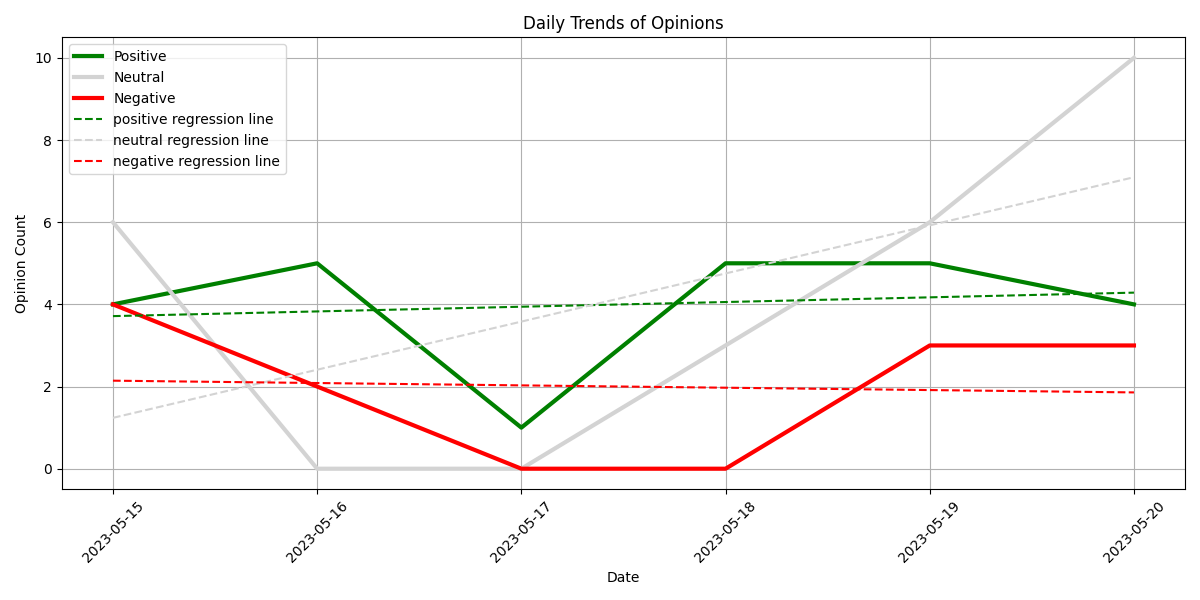 Daily Trends of Opinions
Positive
Neutral
Negative
positive regression line
neutral regression line
negative regression line
Opinion Count
10
8
6
4
2
0
2023-05-15
2023-05-16
2023-05-17
2023-05-18
2023-05-19
2023-05-20
Date